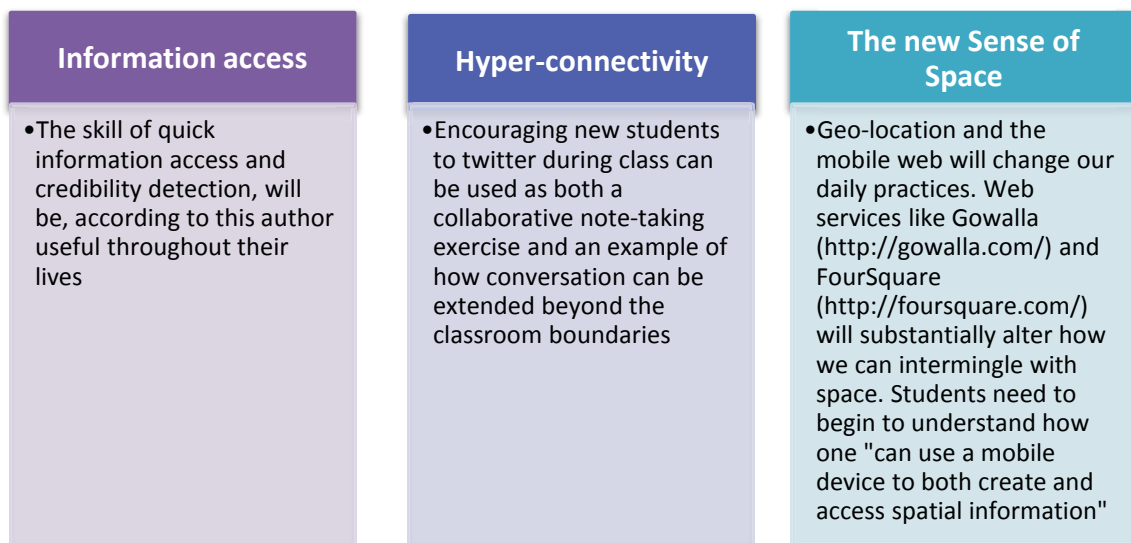 Information access
•The skill of quick
information access and
credibility detection, will
be, according to this author
useful throughout their
lives
Hyper-connectivity
•Encouraging new students
to twitter during class can
be used as both a
collaborative note-taking
exercise and an example of
how conversation can be
extended beyond the
classroom boundaries
The new Sense of
Space
•Geo-location and the
mobile web will change our
daily practices. Web
services like Gowalla
(http://gowalla.com/) and
FourSquare
(http://foursquare.com/)
will substantially alter how
we can intermingle with
space. Students need to
begin to understand how
one "can use a mobile
device to both create and
access spatial information"